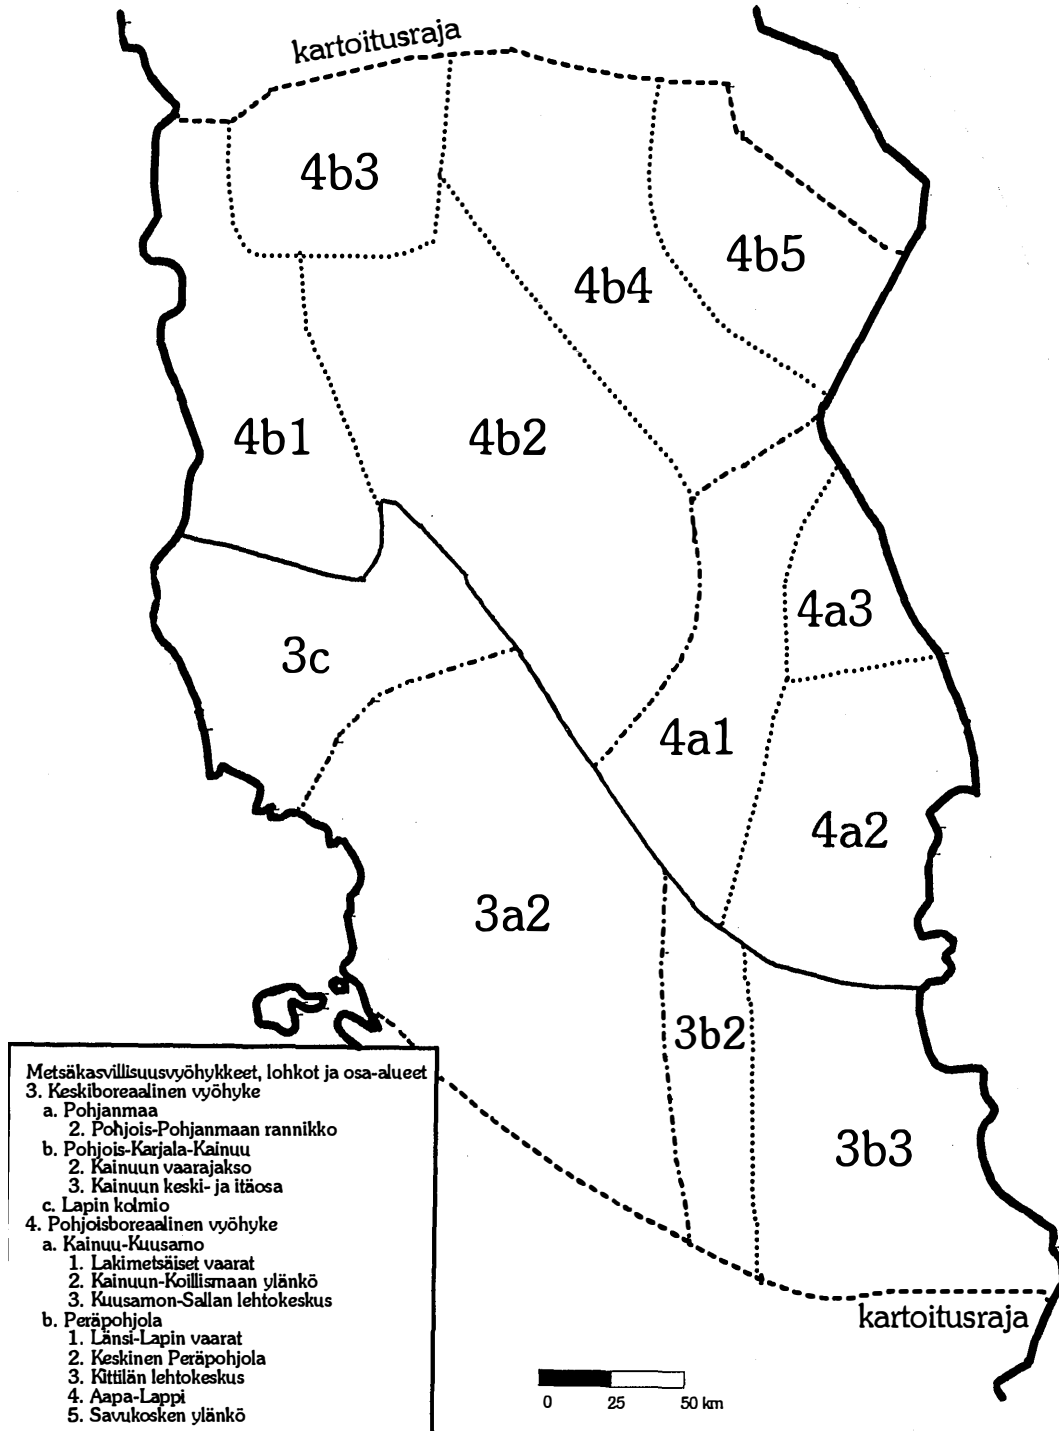 kartoitusraja
4b3
4b5
4b4
4b1
4b2
4a3
3c
4a1
4a2
3a2
3b2
3b3
Metsäkasvillisuusvyöhykkeet, lohkot ja osa-alueet
3. Keskiboreaalinen vyöhyke
a. Pohjanmaa
2. Pohjois-Pohjanmaan rannikko
b. Pohjois-Karjala-Kainuu
2. Kainuun vaarajakso
3. Kainuun keski- ja itäosa
c. Lapin kolmio
4. Pohjoisboreaalinen vyöhyke
a. Kainuu-Kuusamo
1. Lakimetsäiset vaarat
2. Kainuun-Koillismaan ylänkö
3. Kuusamon-Sallan lehtokeskus
b. Peräpohjola
1. Länsi-Lapin vaarat
2. Keskinen Peräpohjola
3. Kittilän lehtokeskus
4. Aapa-Lappi
5. Savukosken ylänkö
kartoitusraja
0 25 50 km